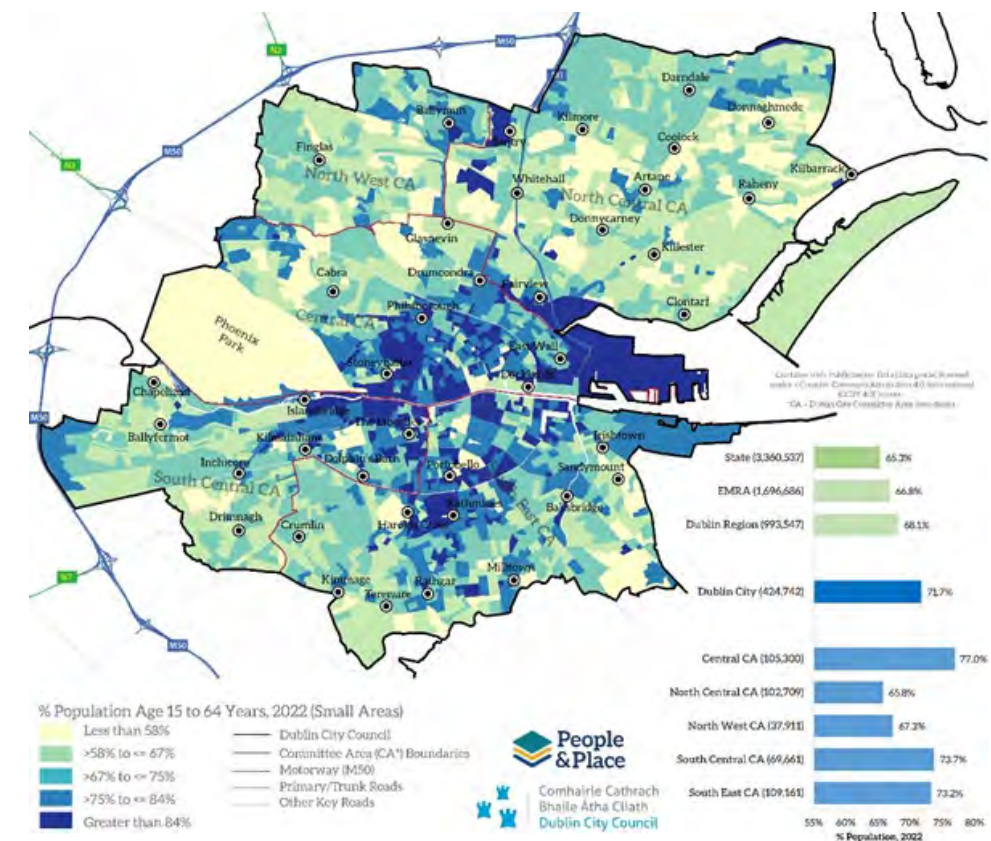 M50
N2
M50
N3
M50
M50
N7
M50
Darndale
Donnaghmede
Ballymun
Kilmore
Coolock
Finglas
North West CA
Kilbarrack
Whitehall
Artane
Raheny
North Central CA
Donnycarney
Glasnevin
Killester
Cabra
Drumcondra
Fairview
Clontarf
Phibsborough
Central CA
Phoenix
Park
East Wall
Stoneybatter
Docklands
Chapelizod
Islandbridge
Ballyfermot
The Liberties
Irishtown
Kilmainham
Inchicore
Dolphin's Barn
Portobello
Sandymount
South Central CA
Rathmines
East CA
Ballsbridge
Drimnagh
Crumlin
Harold's Cross
Milltown
Kimmage
Rathgar
Terenure
State (3,360,537)
65.3%
EMRA (1,696,686)
66.8%
Dublin Region (993,547)
68.1%
Dublin City (424,742)
71.7%
Central CA (105,300)
77.0%
North Central CA (102,709)
65.8%
North West CA (37,911)
67.3%
South Central CA (69,661)
73.7%
South East CA (109,161)
73.2%
55% 60% 65% 70% 75% 80%
% Population, 2022
% Population Age 15 to 64 Years, 2022 (Small Areas)
Less than 58%
>58% to <= 67%
>67% to <= 75%
>75% to <= 84%
Greater than 84%
Dublin City Council
Committee Area (CA*) Boundaries
Motorway (M50)
Primary/Trunk Roads
Other Key Roads
People
&Place
Comhairle Cathrach
Bhaile Átha Cliath
Dublin City Council